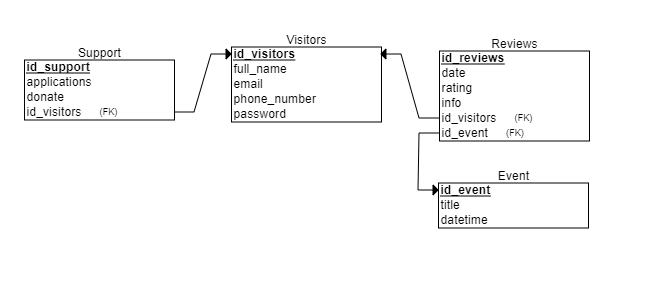 Support
id_support
applications
donate
id_visitors (FK)
Visitors
id_visitors
full_name
email
phone_number
password
Reviews
id_reviews
date
rating
info
id_visitors (FK)
id_event (FK)
Event
id_event
title
datetime